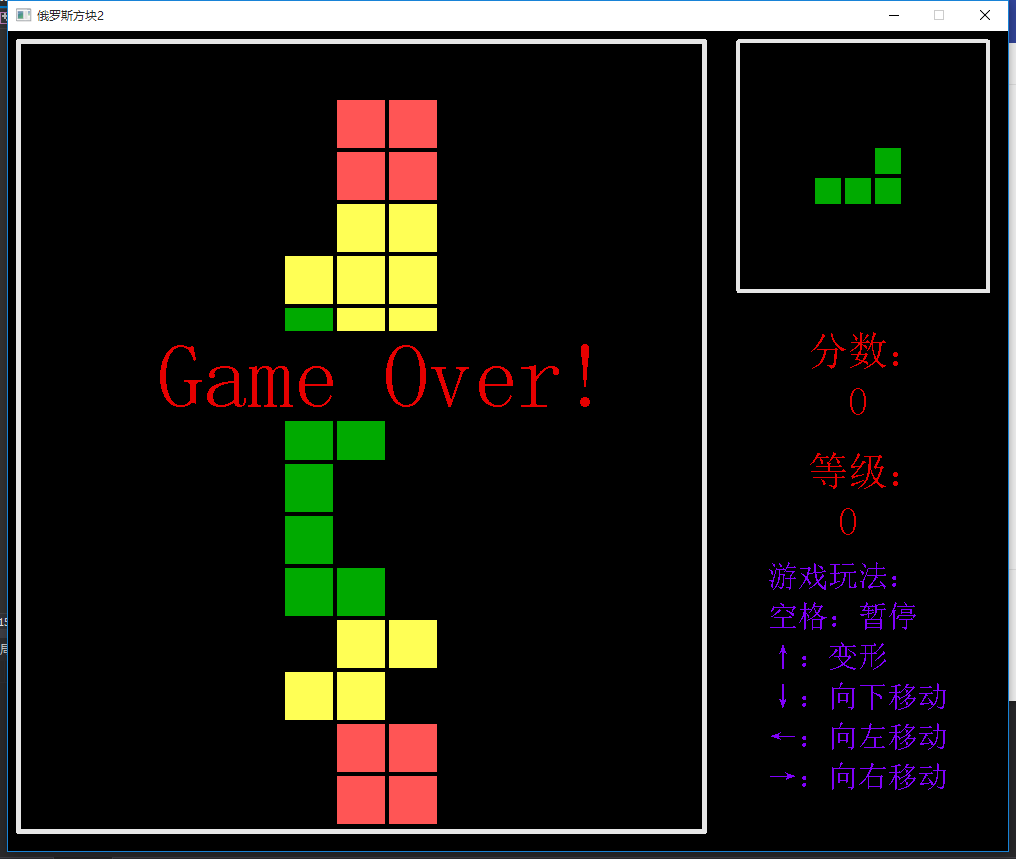 俄罗斯方块2
Game Over!
分数：
0
等级：
0
游戏玩法：
空格：暂停
↑：变形
↓：向下移动
←：向左移动
→：向右移动